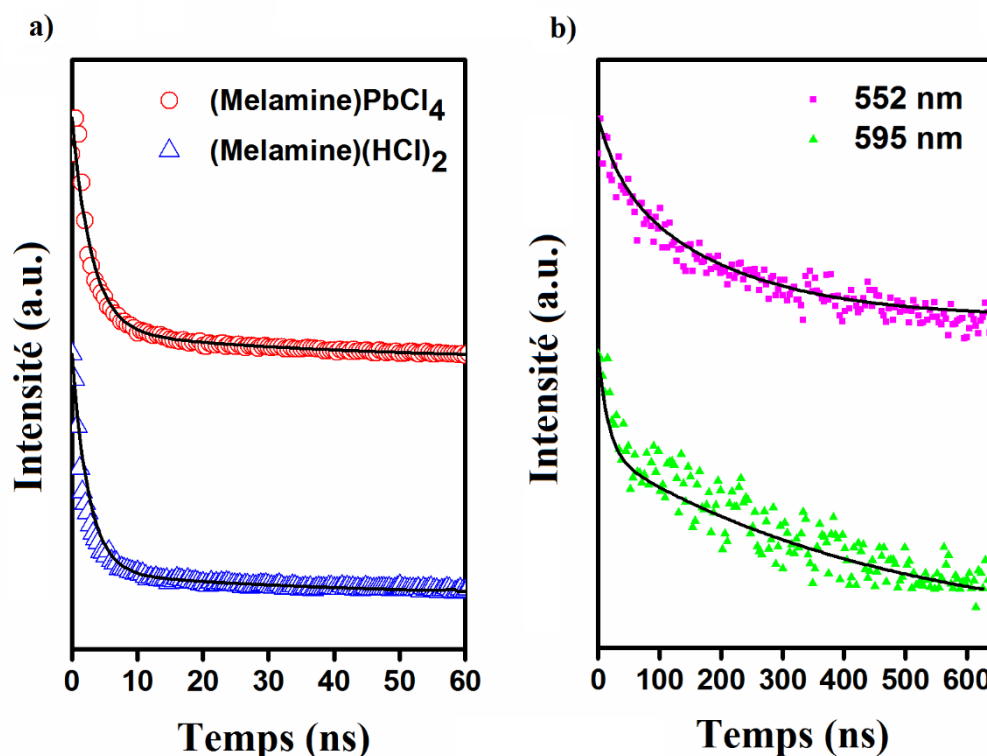 a)
(Melamine)PbCl4
(Melamine)(HCl)2
Intensité (a.u.)
0 10 20 30 40 50 60
Temps (ns)
b)
552 nm
595 nm
Intensité (a.u.)
0 100 200 300 400 500 600
Temps (ns)